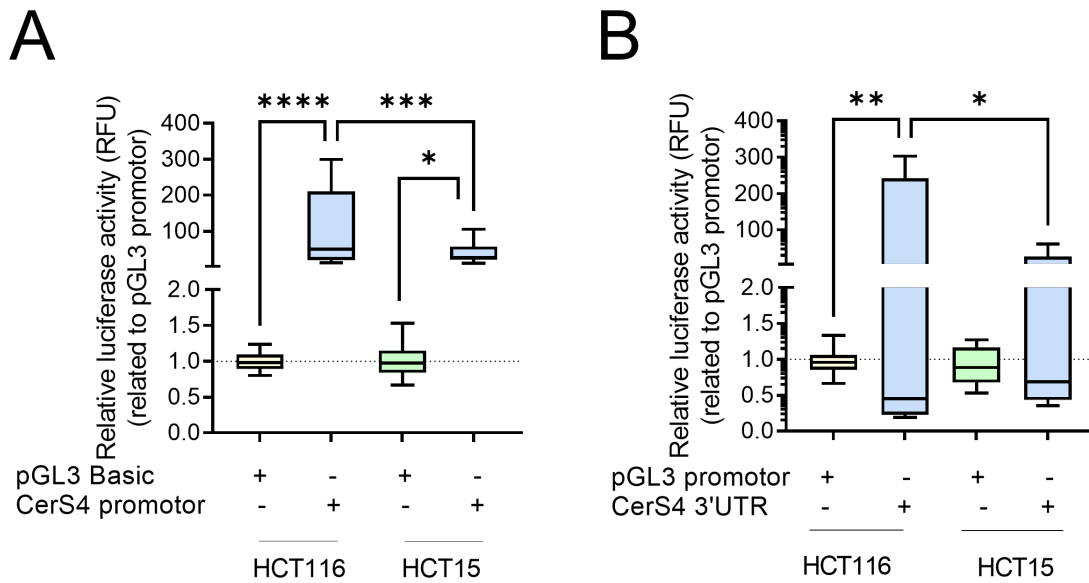 A
Relative luciferase activity (RFU)
(related to pGL3 promotor)
400
300
200
100
2.0
1.5
1.0
0.5
0.0
**** ***
*
pGL3 Basic + - + -
CerS4 promotor - + - +
HCT116 HCT15
B
Relative luciferase activity (RFU)
(related to pGL3 promotor)
400
300
200
100
2.0
1.5
1.0
0.5
0.0
** *
pGL3 promotor + - + -
CerS4 3'UTR - + - +
HCT116 HCT15